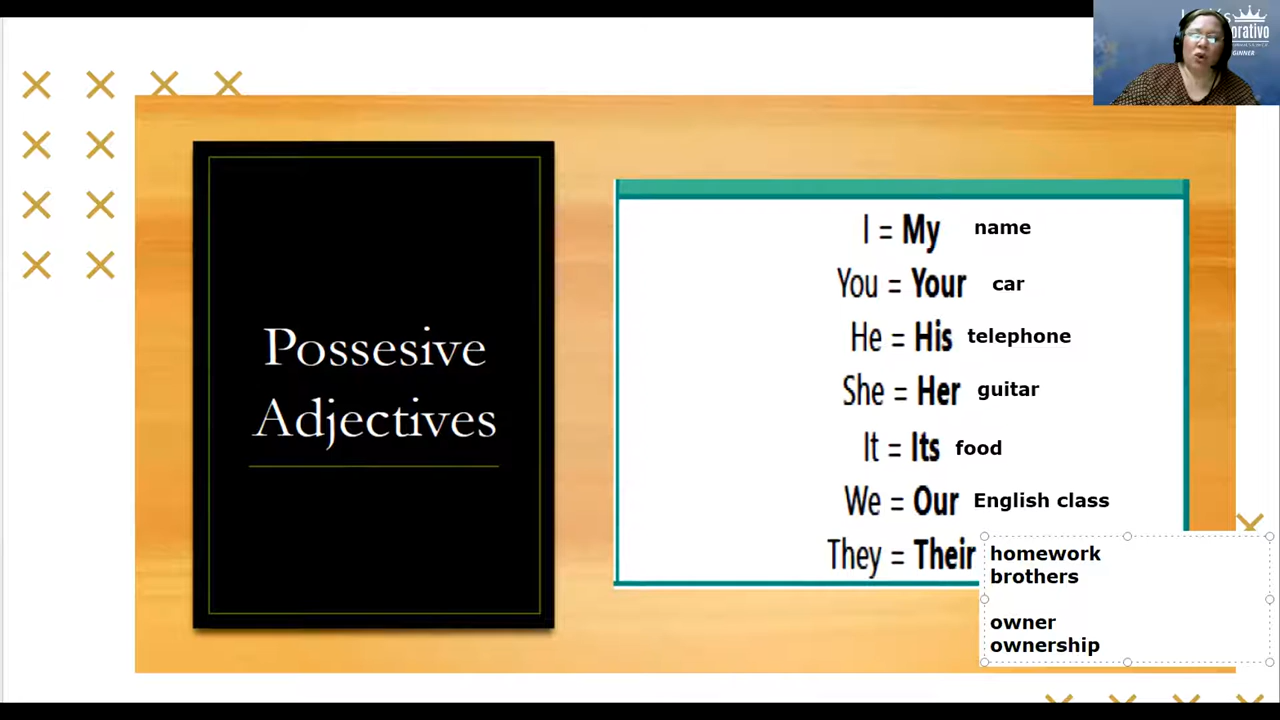 Possesive
Adjectives
I = My name
You = Your car
He = His telephone
She = Her guitar
It = Its food
We = Our English class
They = Their homework
brothers
owner
ownership